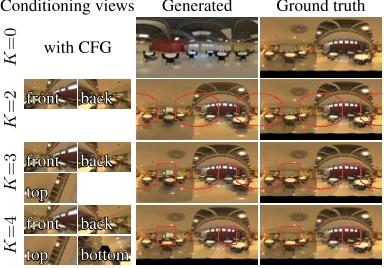 Conditioning views Generated Ground truth
K=0
with CFG
K=2
front back
K=3
front back
top
K=4
front back
top bottom